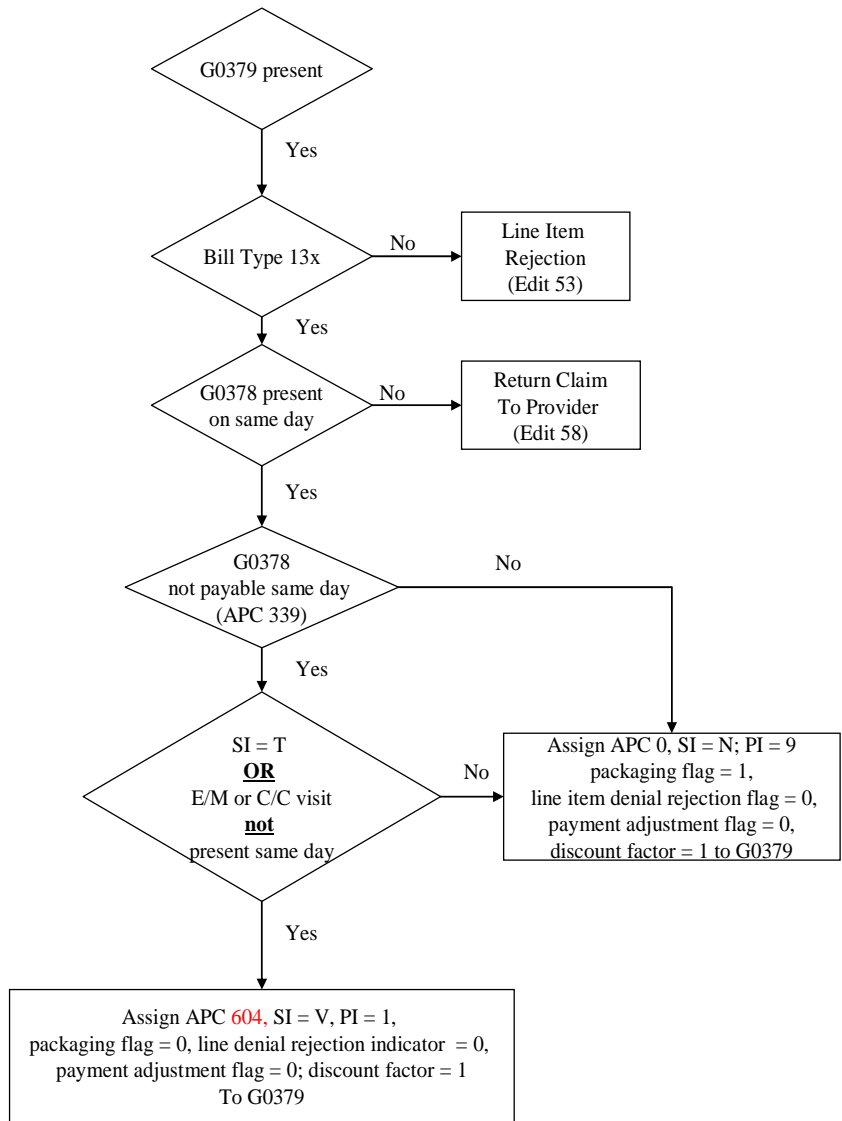 G0379 present
Yes
Bill Type 13x
No
Line Item
Rejection
(Edit 53)
Yes
G0378 present
on same day
No
Return Claim
To Provider
(Edit 58)
Yes
G0378
not payable same day
(APC 339)
No
Yes
SI = T
OR
E/M or C/C visit
not
present same day
No
Assign APC 0, SI = N; PI = 9
packaging flag = 1,
line item denial rejection flag = 0,
payment adjustment flag = 0,
discount factor = 1 to G0379
Yes
Assign APC 604, SI = V, PI = 1,
packaging flag = 0, line denial rejection indicator = 0,
payment adjustment flag = 0; discount factor = 1
To G0379